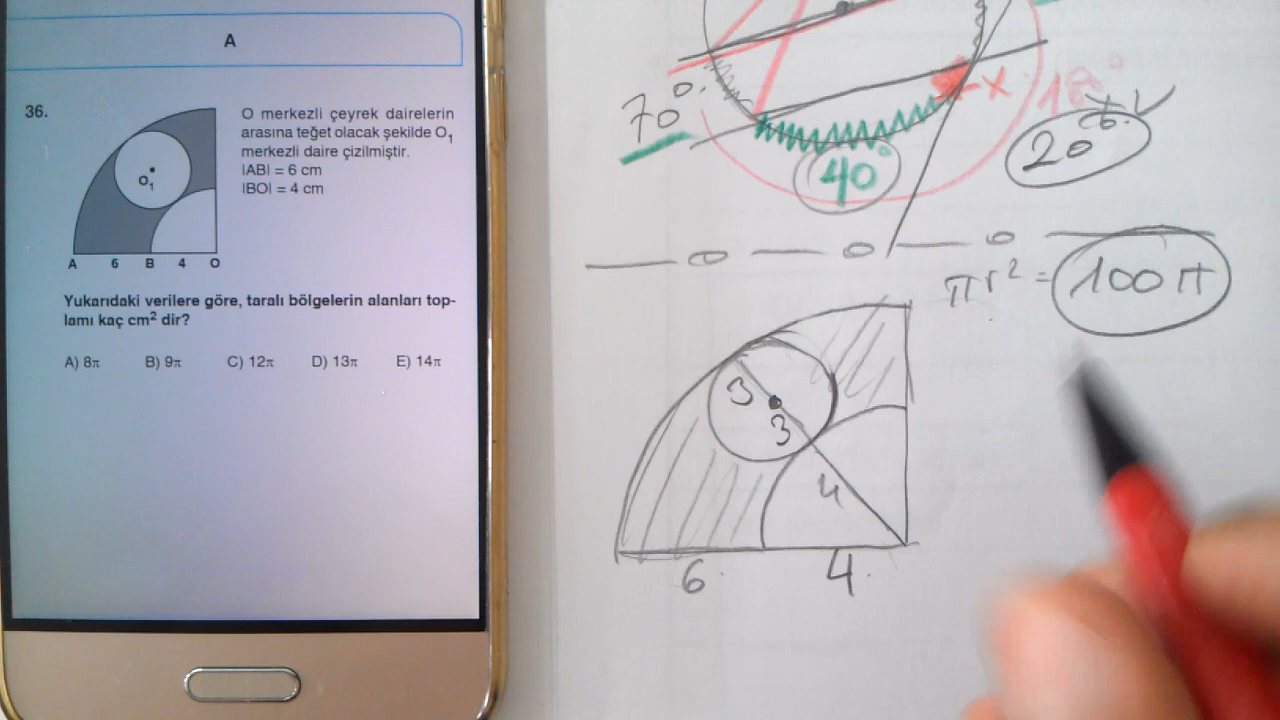 A
36.
O merkezli çeyrek dairelerin
arasına teğet olacak şekilde O1
merkezli daire çizilmiştir.
|AB| = 6 cm
|BO| = 4 cm
O1
A 6 B 4 O
Yukarıdaki verilere göre, taralı bölgelerin alanları top-
lamı kaç cm² dir?
A) 8π B) 9π C) 12π D) 13π E) 14π
70°
40°
x
20
πr² = 100π
3
3
4
6 4